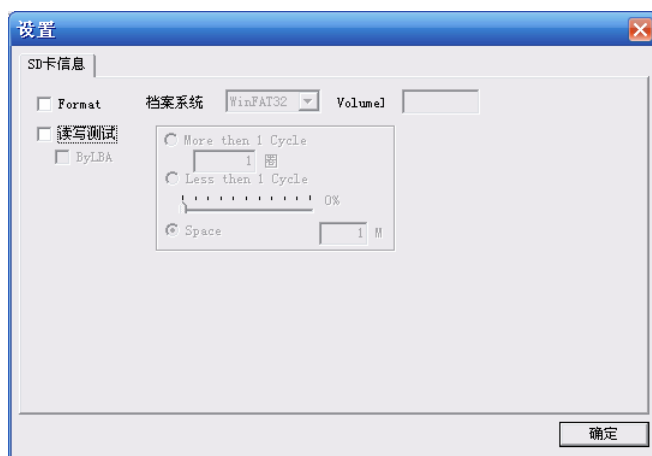 设置
SD卡信息
Format 档案系统 WinFAT32 Volume]
读写测试
ByLBA
More then 1 Cycle
1 圈
Less then 1 Cycle
0%
Space 1 M
确定